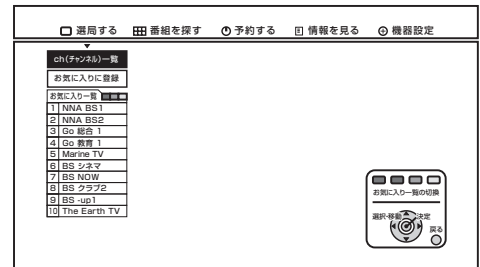 選局する 番組を探す 予約する 情報を見る 機器設定
ch(チャンネル)一覧
お気に入りに登録
お気に入り一覧
1 NNA BS1
2 NNA BS2
3 Go 総合 1
4 Go 教育 1
5 Marine TV
6 BS シネマ
7 BS NOW
8 BS クラブ2
9 BS -up1
10 The Earth TV
お気に入り一覧の切換
選択・移動 決定
戻る